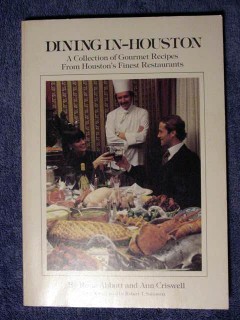 DINING IN–HOUSTON
A Collection of Gourmet Recipes
From Houston's Finest Restaurants
Abbott and Ann Criswell